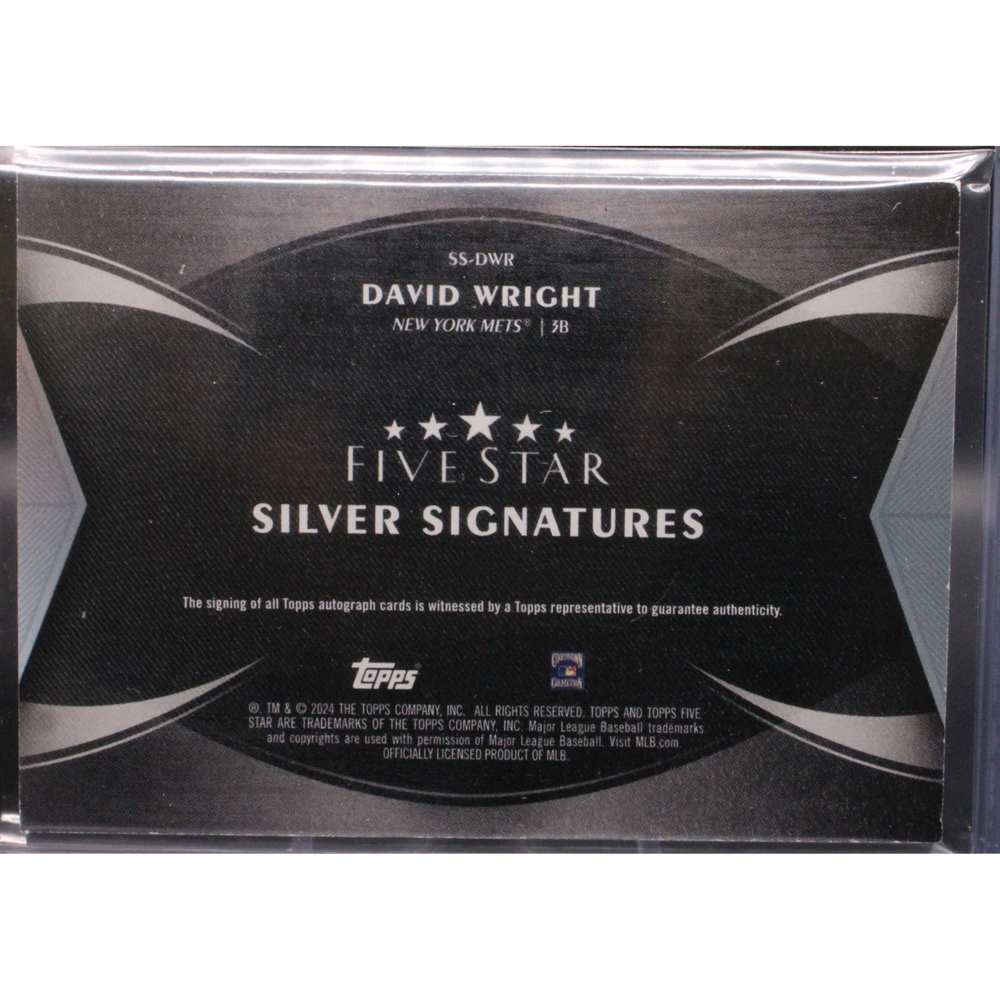 SS-DWR
DAVID WRIGHT
NEW YORK METS® | 3B
FIVE STAR
SILVER SIGNATURES
The signing of all Topps autograph cards is witnessed by a Topps representative to guarantee authenticity.
topps®
COOPERSTOWN
COLLECTION
®, TM & © 2024 THE TOPPS COMPANY, INC. ALL RIGHTS RESERVED. TOPPS AND TOPPS FIVE
STAR ARE TRADEMARKS OF THE TOPPS COMPANY, INC. Major League Baseball trademarks
and copyrights are used with permission of Major League Baseball. Visit MLB.com
OFFICIALLY LICENSED PRODUCT OF MLB.